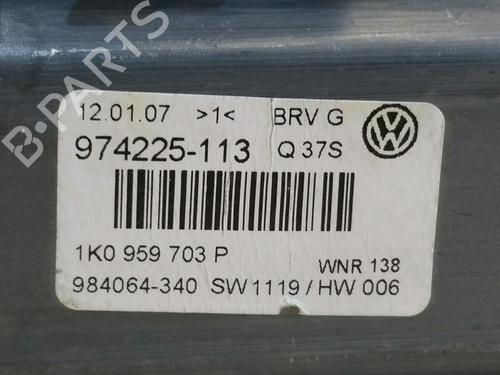 B-PARTS
12.01.07 >1< BRV G
974225-113 Q 37S
1K0 959 703 P
WNR 138
984064-340 SW1119 / HW 006